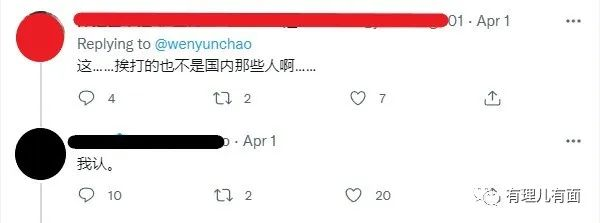 01 · Apr 1
Replying to @wenyunchao
这……挨打的也不是国内那些人啊……
4 2 7
· Apr 1
我认。
10 2 20
有理儿有面